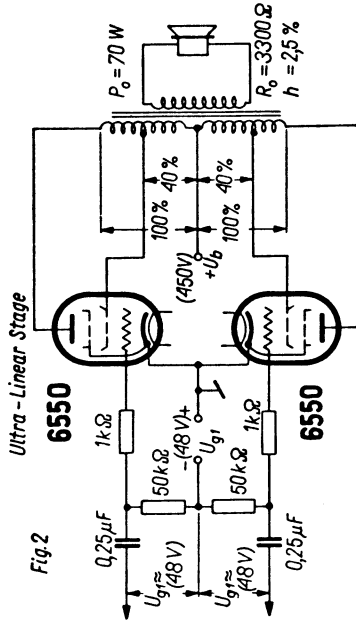 Fig.2
Ultra-Linear Stage
6550
P₀ = 70 W
0,25µF
1kΩ
100%
40%
Ug1≈
(48V)
50kΩ
-(48V)+
Ug1
(450V)
+Ub
R₀=3300Ω
h = 2,5%
Ug1≈
(48V)
50kΩ
40%
100%
0,25µF
1kΩ
6550